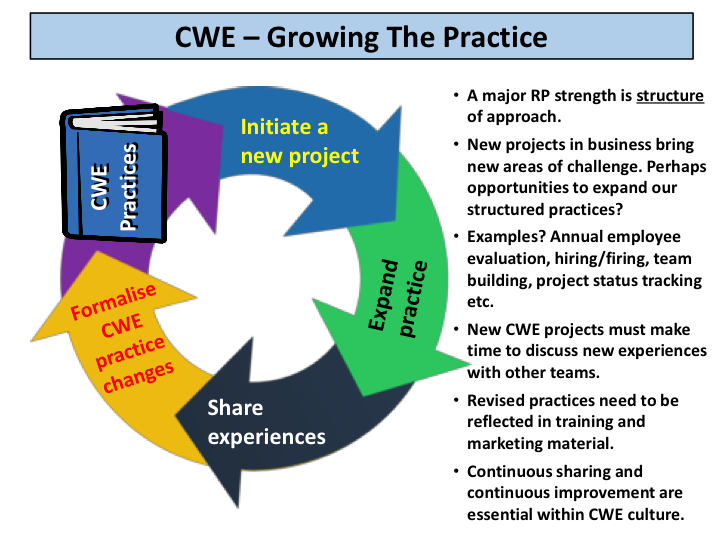 CWE – Growing The Practice
CWE
Practices
Initiate a
new project
Expand
practice
Share
experiences
Formalise
CWE
practice
changes
• A major RP strength is structure
of approach.
• New projects in business bring
new areas of challenge. Perhaps
opportunities to expand our
structured practices?
• Examples? Annual employee
evaluation, hiring/firing, team
building, project status tracking
etc.
• New CWE projects must make
time to discuss new experiences
with other teams.
• Revised practices need to be
reflected in training and
marketing material.
• Continuous sharing and
continuous improvement are
essential within CWE culture.